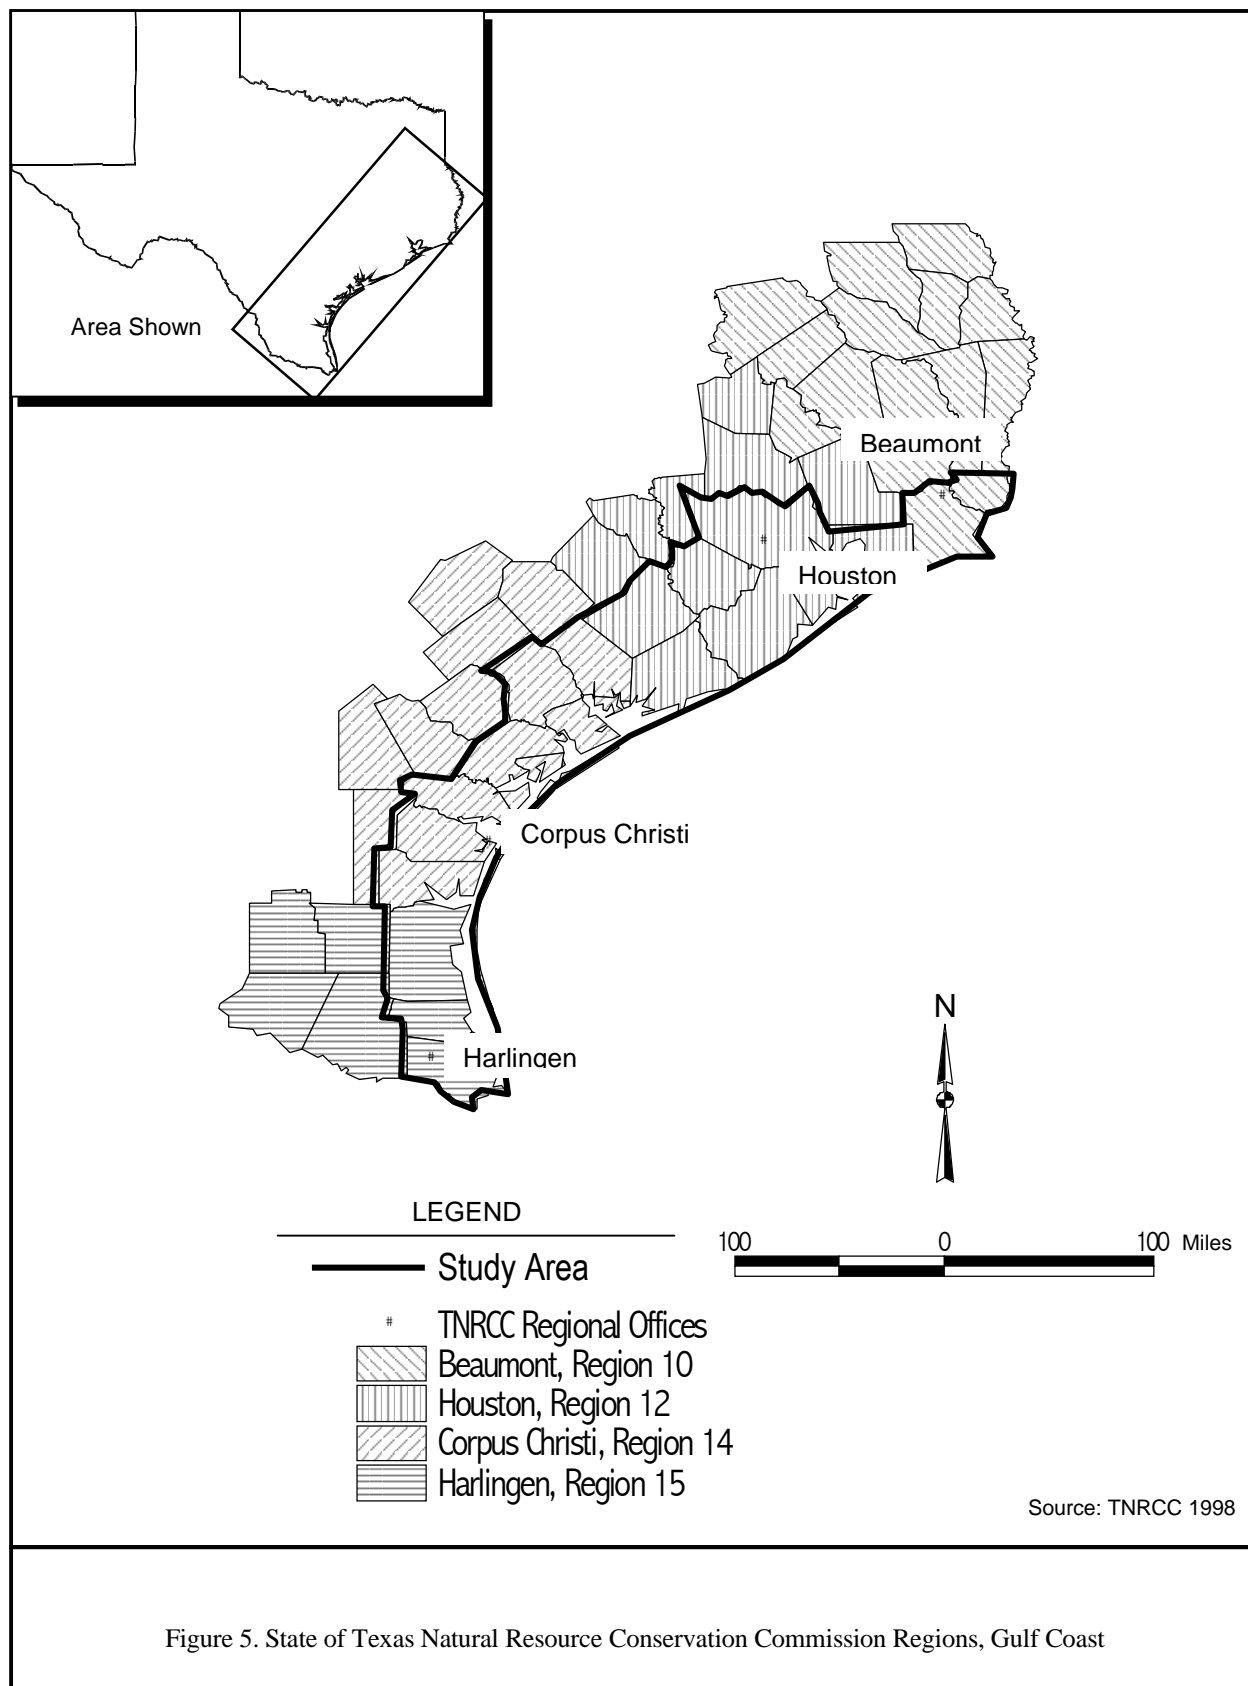 Area Shown
Beaumont
Houston
Corpus Christi
Harlingen
N
LEGEND
Study Area
# TNRCC Regional Offices
Beaumont, Region 10
Houston, Region 12
Corpus Christi, Region 14
Harlingen, Region 15
100 0 100 Miles
Source: TNRCC 1998
Figure 5. State of Texas Natural Resource Conservation Commission Regions, Gulf Coast